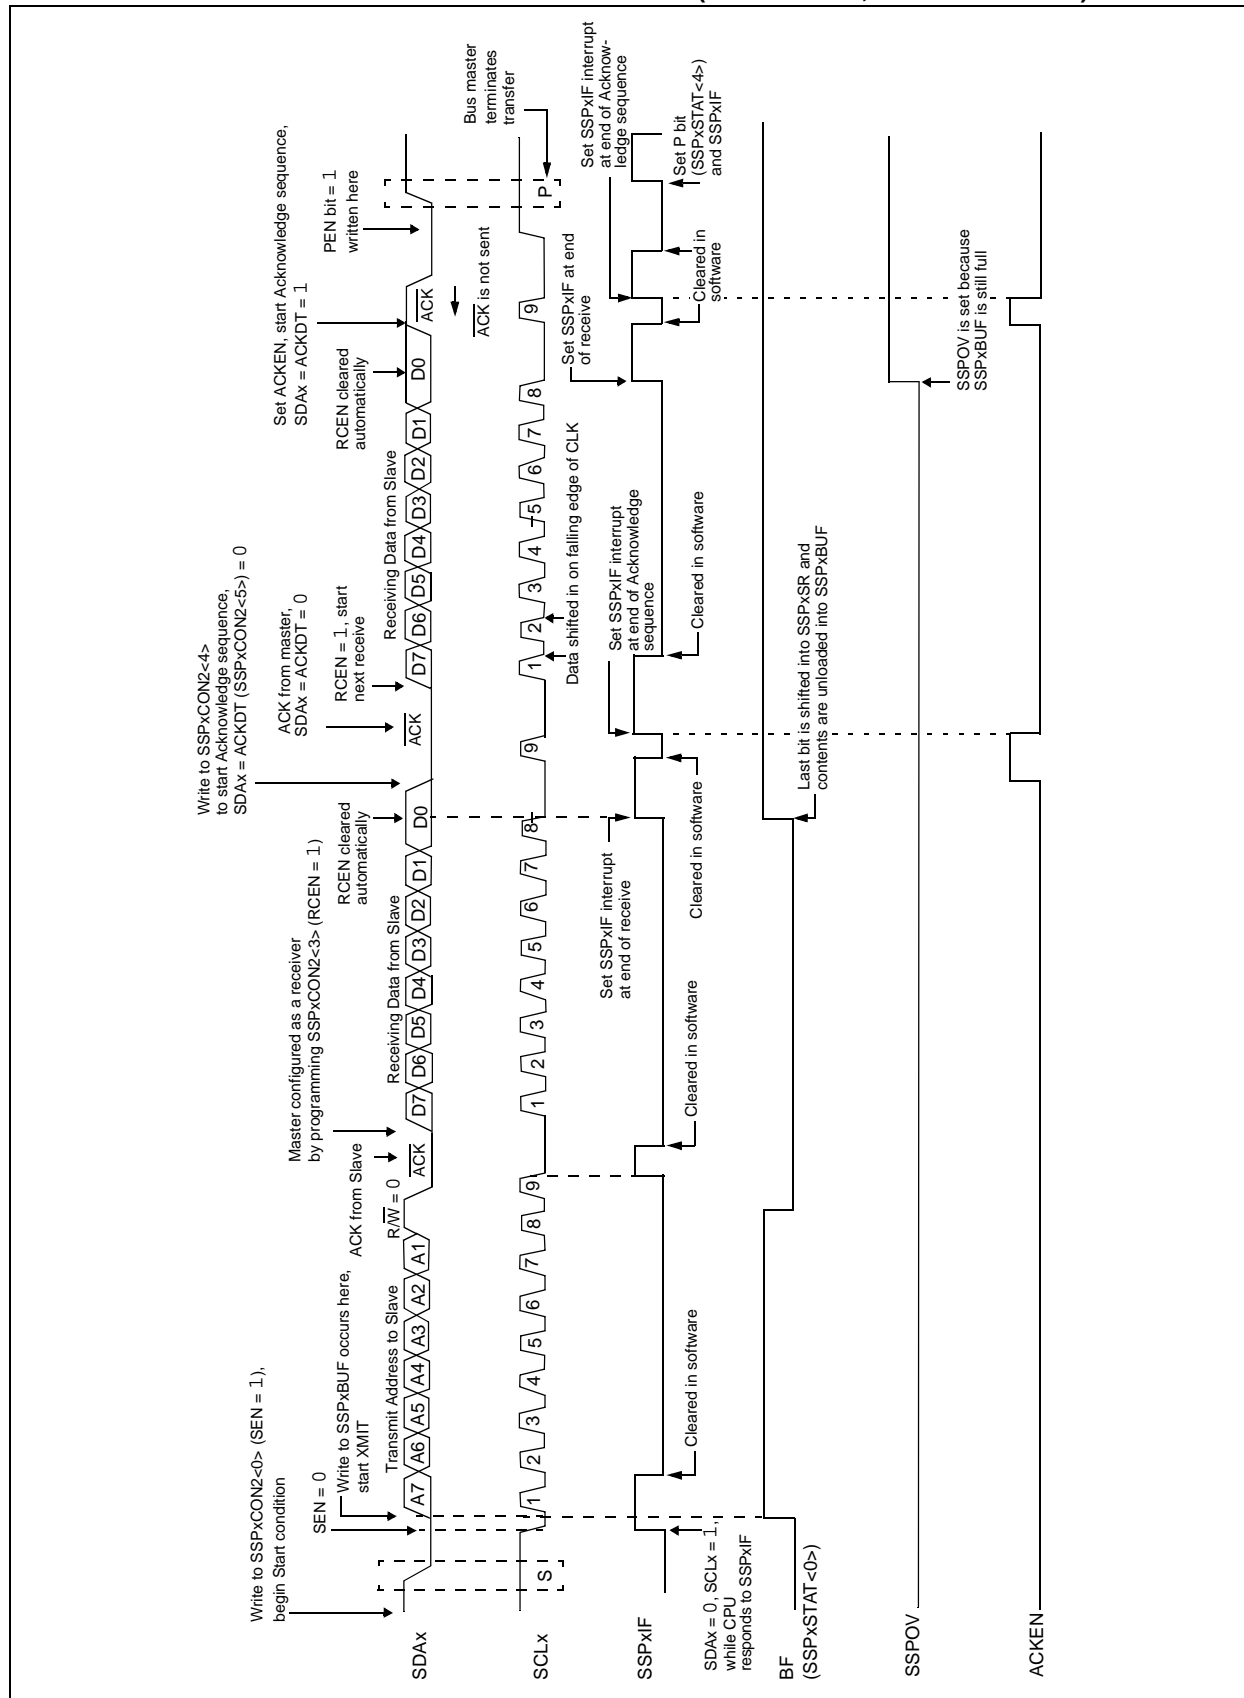 Write to SSPxCON2<0> (SEN = 1),
begin Start condition
SEN = 0
Write to SSPxBUF occurs here,
start XMIT
ACK from Slave
Master configured as a receiver
by programming SSPxCON2<3> (RCEN = 1)
RCEN cleared
automatically
Write to SSPxCON2<4>
to start Acknowledge sequence,
SDAx = ACKDT (SSPxCON2<5>) = 0
ACK from master,
SDAx = ACKDT = 0
RCEN = 1, start
next receive
RCEN cleared
automatically
Set ACKEN, start Acknowledge sequence,
SDAx = ACKDT = 1
PEN bit = 1
written here
Transmit Address to Slave
R/W = 0
Receiving Data from Slave
Receiving Data from Slave
SDAx
A7 A6 A5 A4 A3 A2 A1
ACK
D7 D6 D5 D4 D3 D2 D1 D0
ACK
D7 D6 D5 D4 D3 D2 D1 D0
ACK
ACK is not sent
Bus master
terminates
transfer
SCLx
S
1 2 3 4 5 6 7 8 9
1 2 3 4 5 6 7 8 9
1 2 3 4 5 6 7 8 9
P
Data shifted in on falling edge of CLK
Set SSPxIF interrupt
at end of receive
Set SSPxIF interrupt
at end of Acknowledge
sequence
Set SSPxIF at end
of receive
Set SSPxIF interrupt
at end of Acknow-
ledge sequence
SSPxIF
SDAx = 0, SCLx = 1,
while CPU
responds to SSPxIF
Cleared in software
Cleared in software
Cleared in software
Cleared in software
Cleared in
software
Set P bit
(SSPxSTAT<4>)
and SSPxIF
BF
(SSPxSTAT<0>)
Last bit is shifted into SSPxSR and
contents are unloaded into SSPxBUF
SSPOV
SSPOV is set because
SSPxBUF is still full
ACKEN